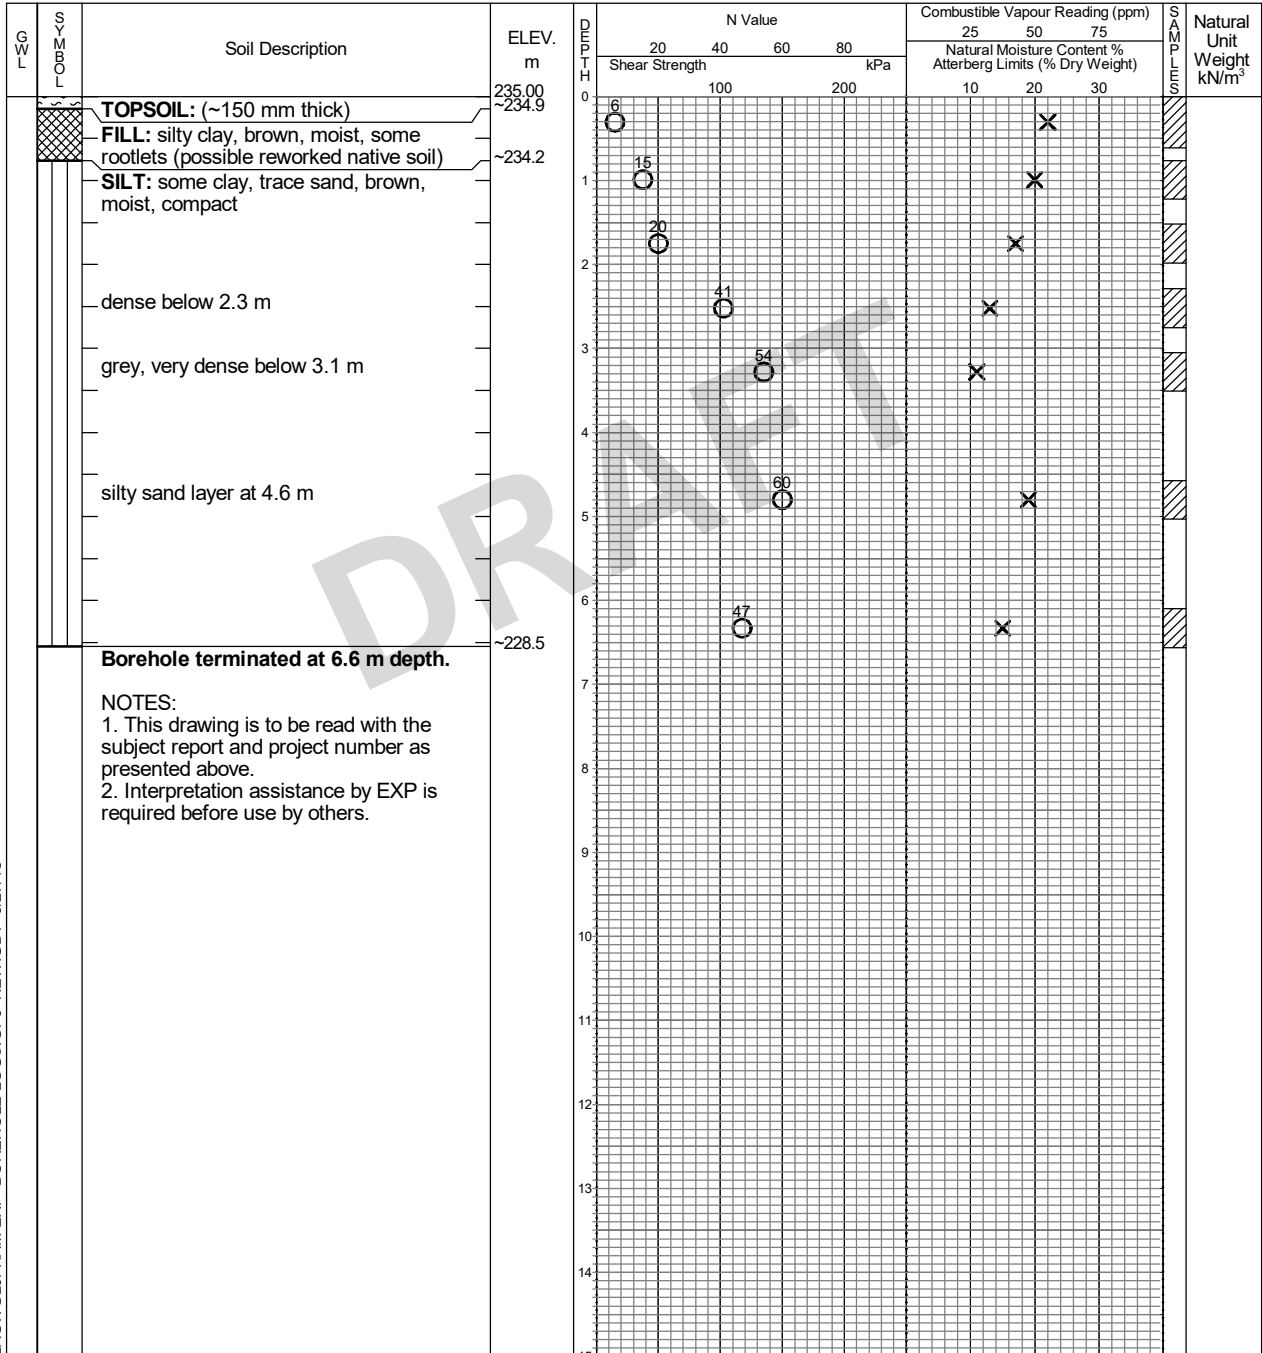 GWL
SYMBOL
Soil Description
ELEV.
m
DEPTH
N Value
20 40 60 80
Shear Strength kPa
100 200
Combustible Vapour Reading (ppm)
25 50 75
Natural Moisture Content %
Atterberg Limits (% Dry Weight)
10 20 30
SAMPLES
Natural
Unit
Weight
kN/m³
235.00
TOPSOIL: (~150 mm thick)
~234.9
FILL: silty clay, brown, moist, some
rootlets (possible reworked native soil)
~234.2
SILT: some clay, trace sand, brown,
moist, compact
dense below 2.3 m
grey, very dense below 3.1 m
silty sand layer at 4.6 m
~228.5
Borehole terminated at 6.6 m depth.
NOTES:
1. This drawing is to be read with the
subject report and project number as
presented above.
2. Interpretation assistance by EXP is
required before use by others.
0
1
2
3
4
5
6
7
8
9
10
11
12
13
14
6
15
20
41
54
60
47
DRAFT